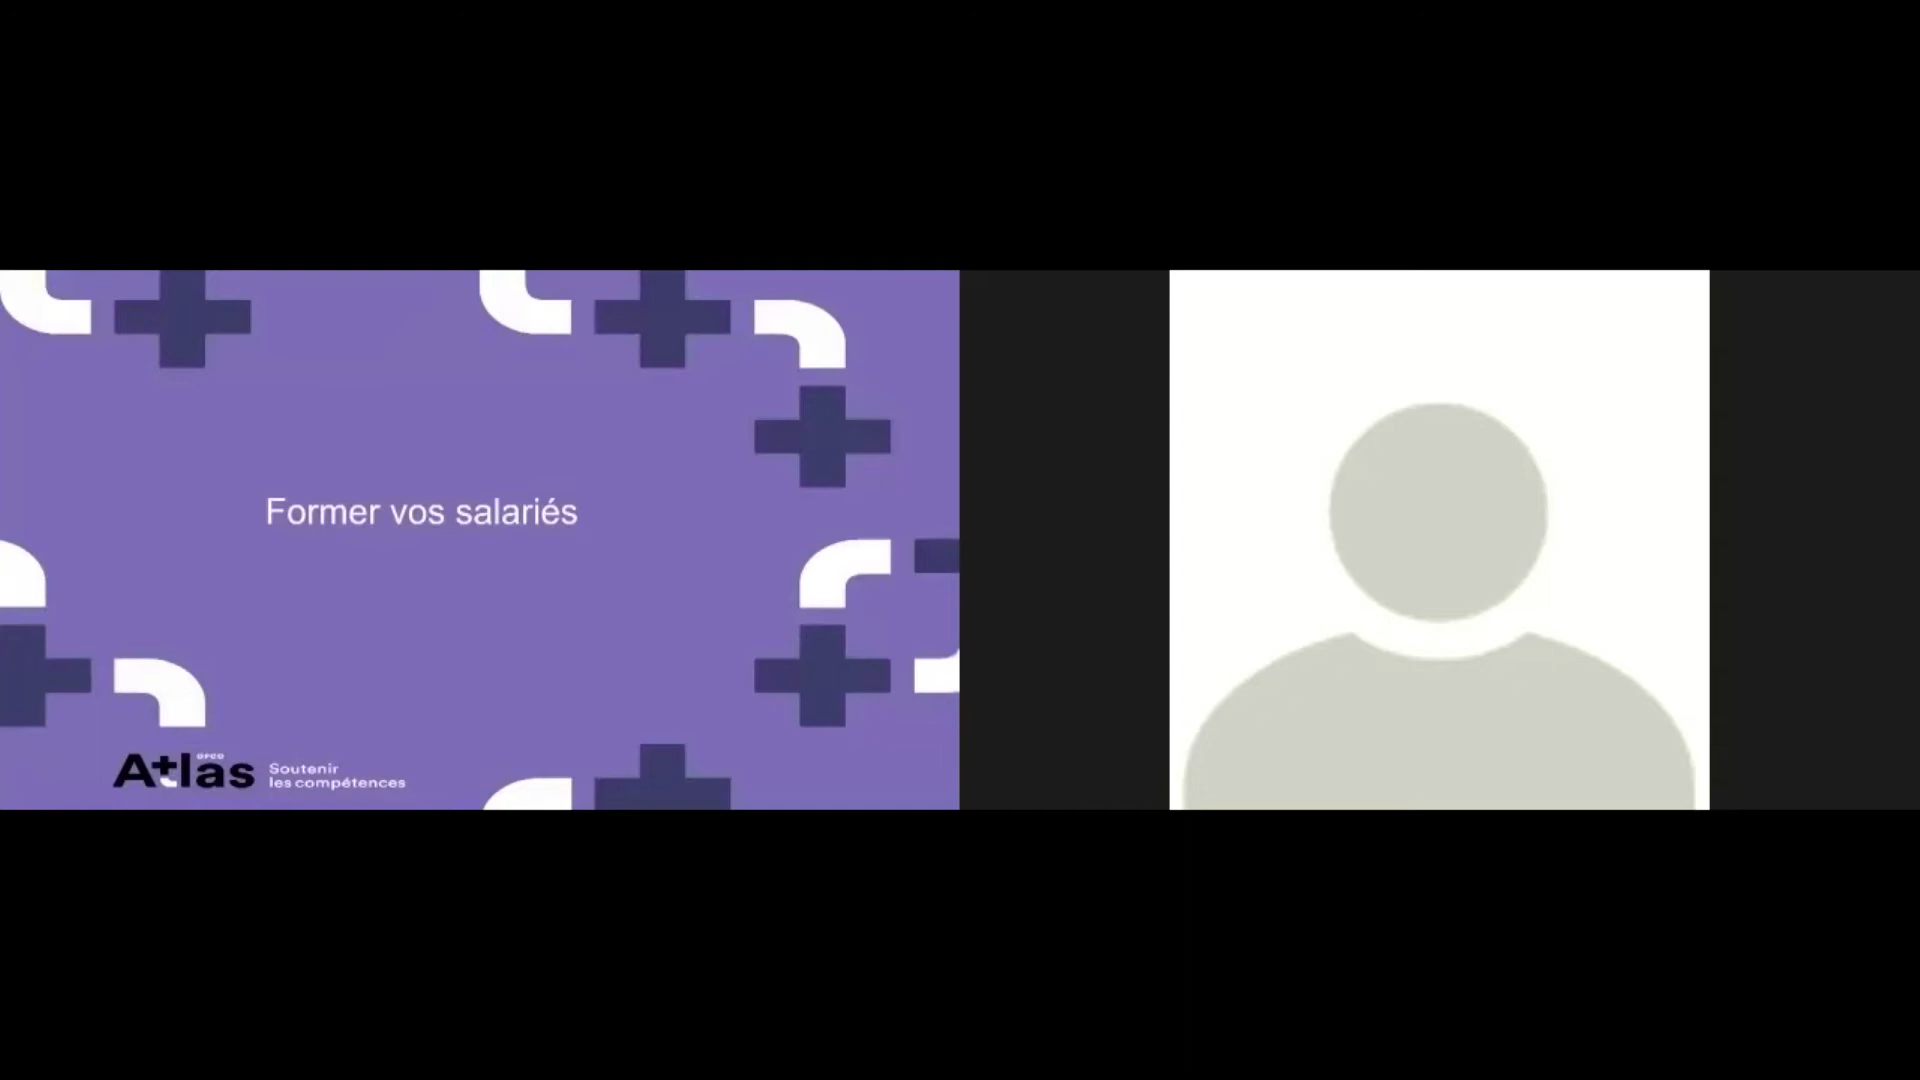 Former vos salariés
OPCO
Atlas
Soutenir
les compétences